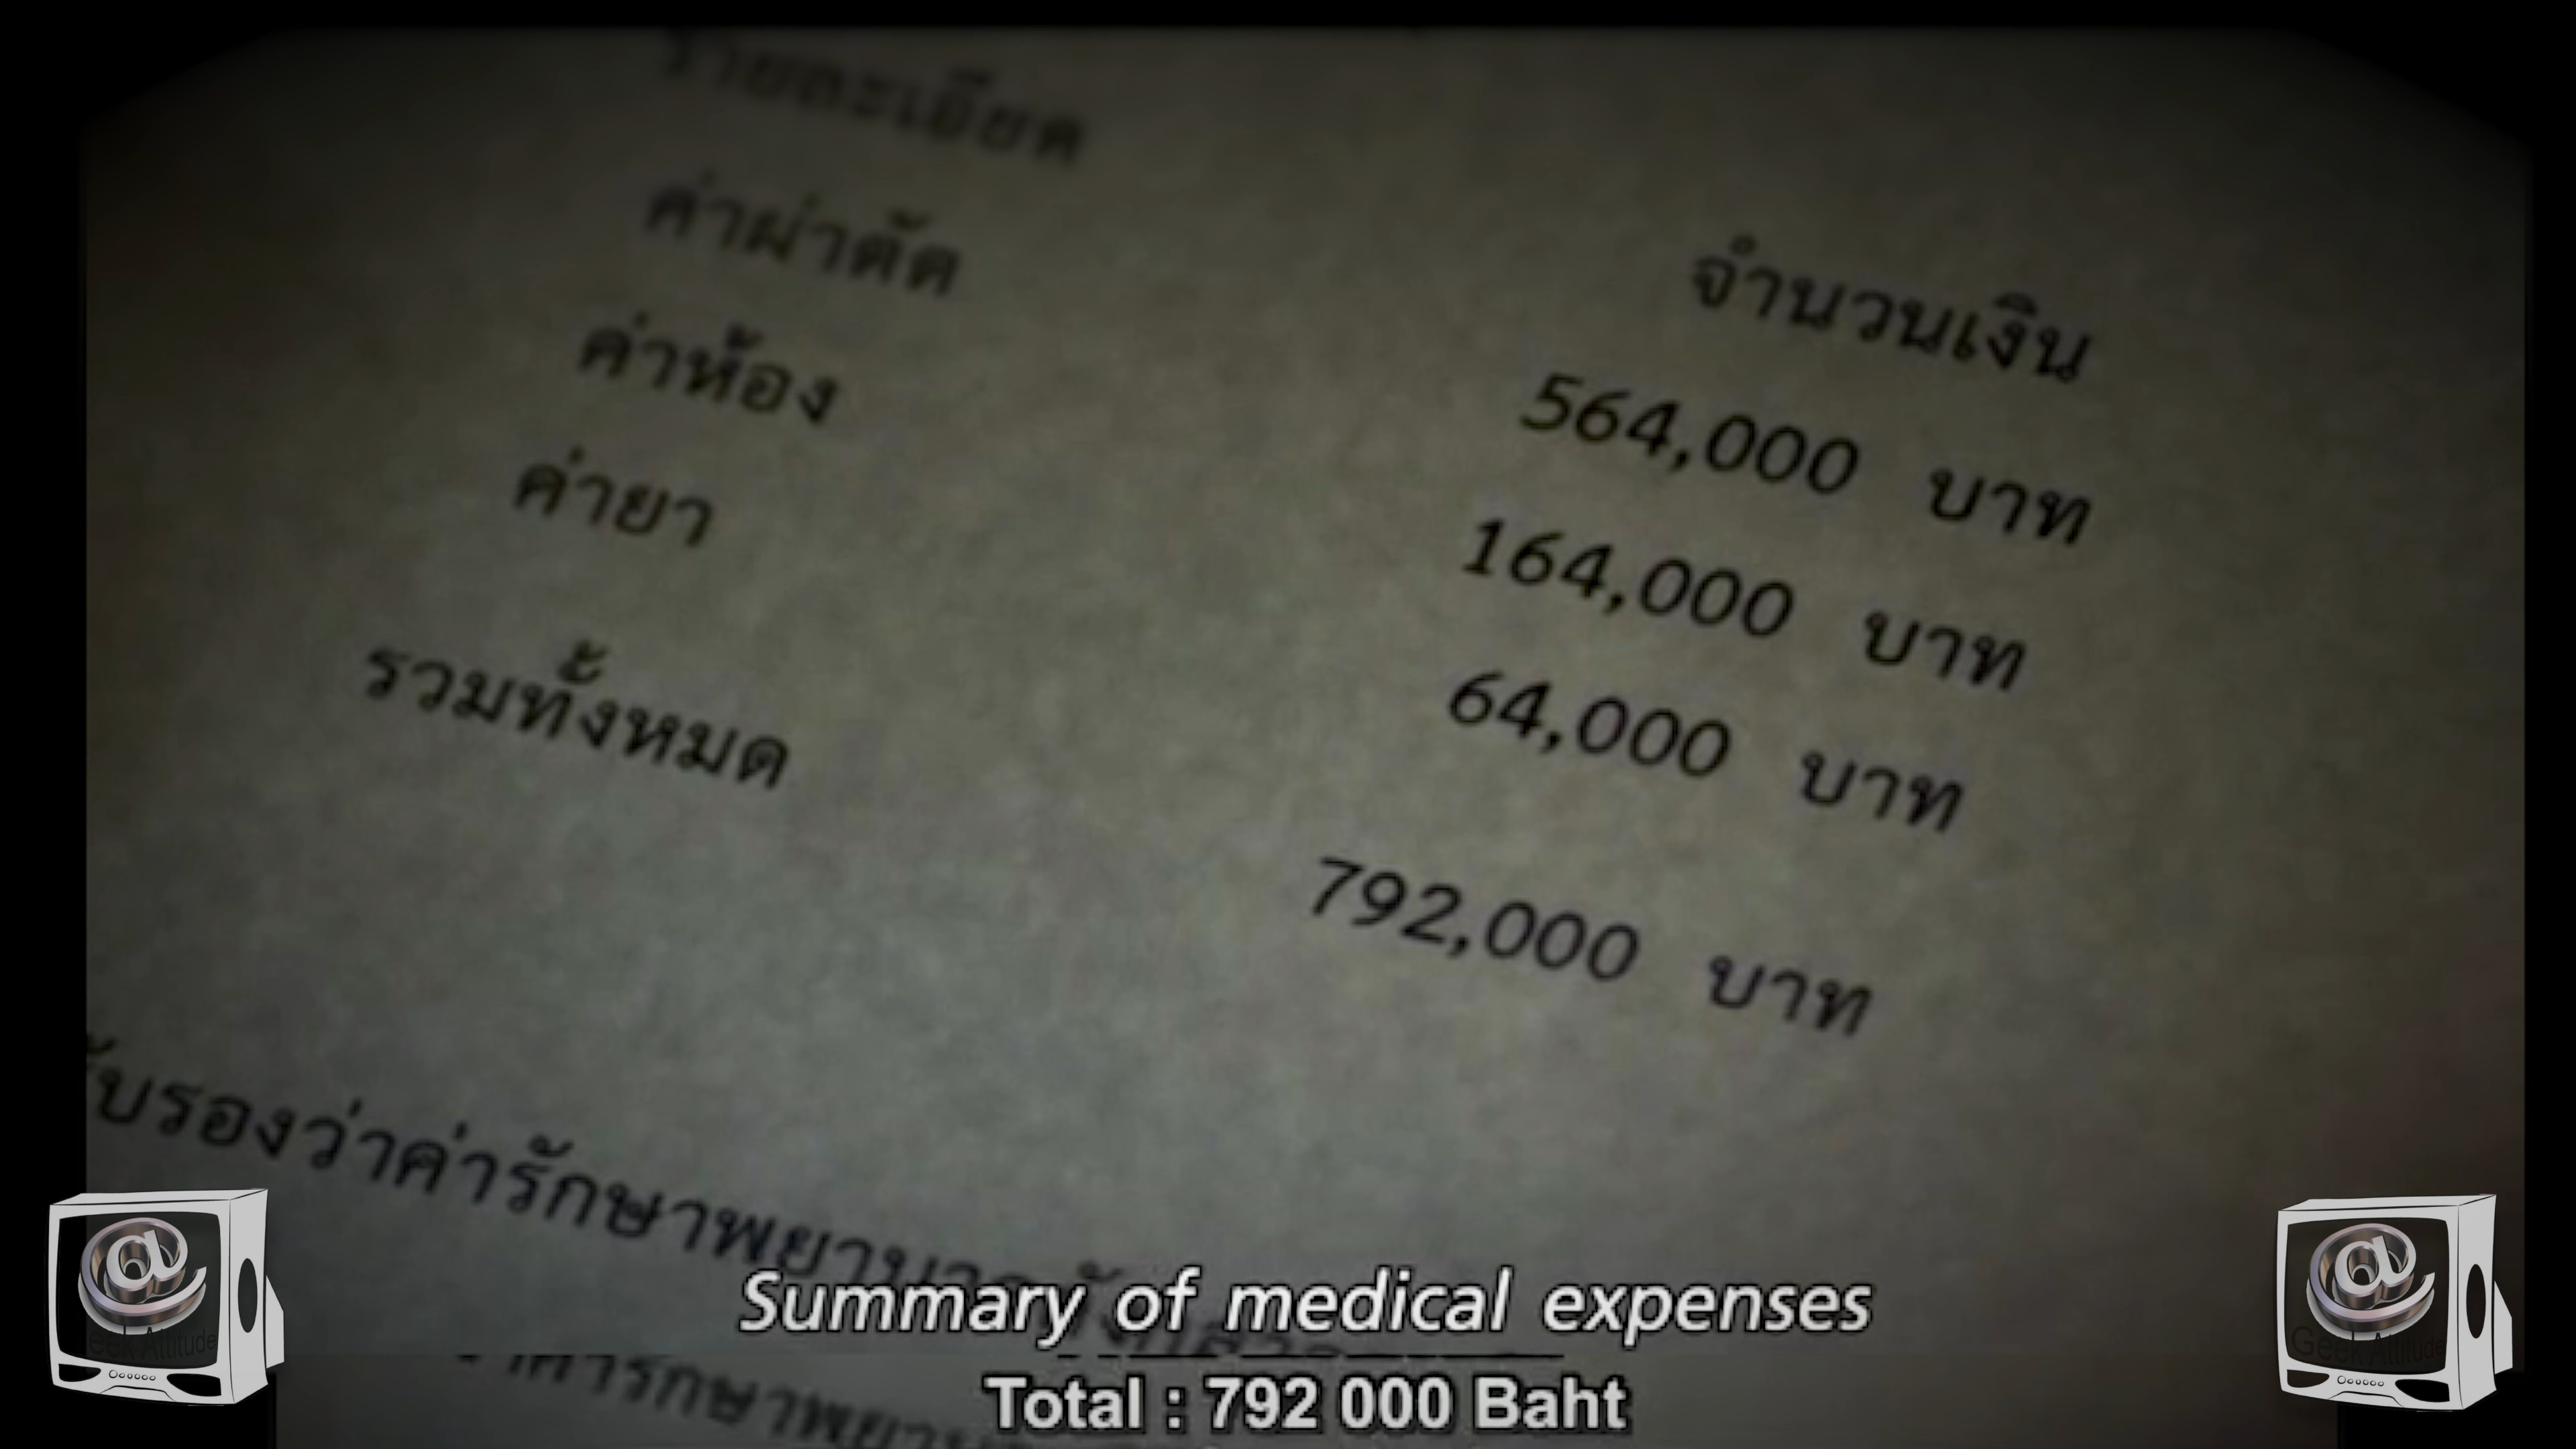 รายละเอียด
จำนวนเงิน
ค่าผ่าตัด
564,000 บาท
ค่าห้อง
164,000 บาท
ค่ายา
64,000 บาท
รวมทั้งหมด
792,000 บาท
รับรองว่าค่ารักษาพยาบาล
Summary of medical expenses
Total : 792 000 Baht
@
Geek Attitude
@
Geek Attitude